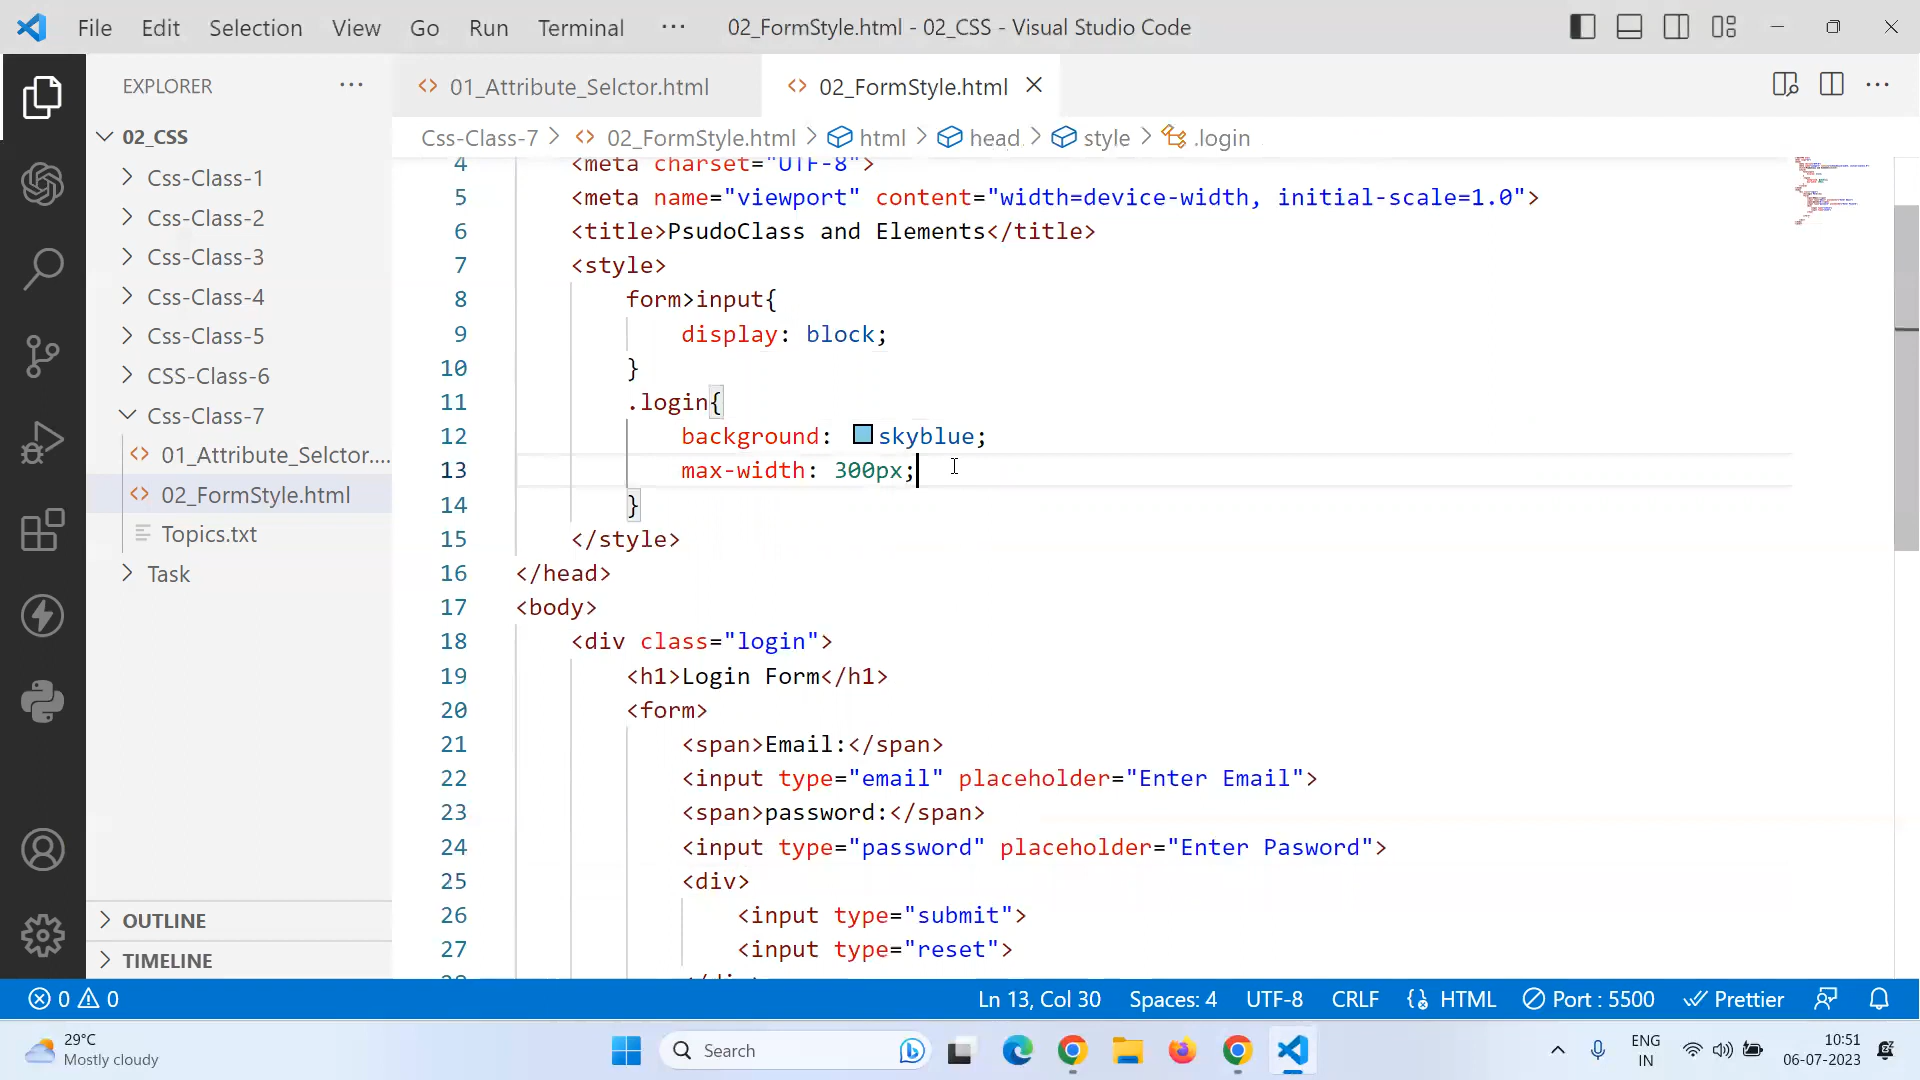 File Edit Selection View Go Run Terminal ··· 02_FormStyle.html - 02_CSS - Visual Studio Code
EXPLORER ···
02_CSS
Css-Class-1
Css-Class-2
Css-Class-3
Css-Class-4
Css-Class-5
CSS-Class-6
Css-Class-7
01_Attribute_Selctor....
02_FormStyle.html
Topics.txt
Task
OUTLINE
TIMELINE
01_Attribute_Selctor.html 02_FormStyle.html
Css-Class-7 > 02_FormStyle.html > html > head > style > .login
4 <meta charset="UTF-8">
5 <meta name="viewport" content="width=device-width, initial-scale=1.0">
6 <title>PsudoClass and Elements</title>
7 <style>
8 form>input{
9 display: block;
10 }
11 .login{
12 background: skyblue;
13 max-width: 300px;
14 }
15 </style>
16 </head>
17 <body>
18 <div class="login">
19 <h1>Login Form</h1>
20 <form>
21 <span>Email:</span>
22 <input type="email" placeholder="Enter Email">
23 <span>password:</span>
24 <input type="password" placeholder="Enter Pasword">
25 <div>
26 <input type="submit">
27 <input type="reset">
0 0 Ln 13, Col 30 Spaces: 4 UTF-8 CRLF HTML Port : 5500 Prettier
29°C
Mostly cloudy
Search
ENG
IN
10:51
06-07-2023